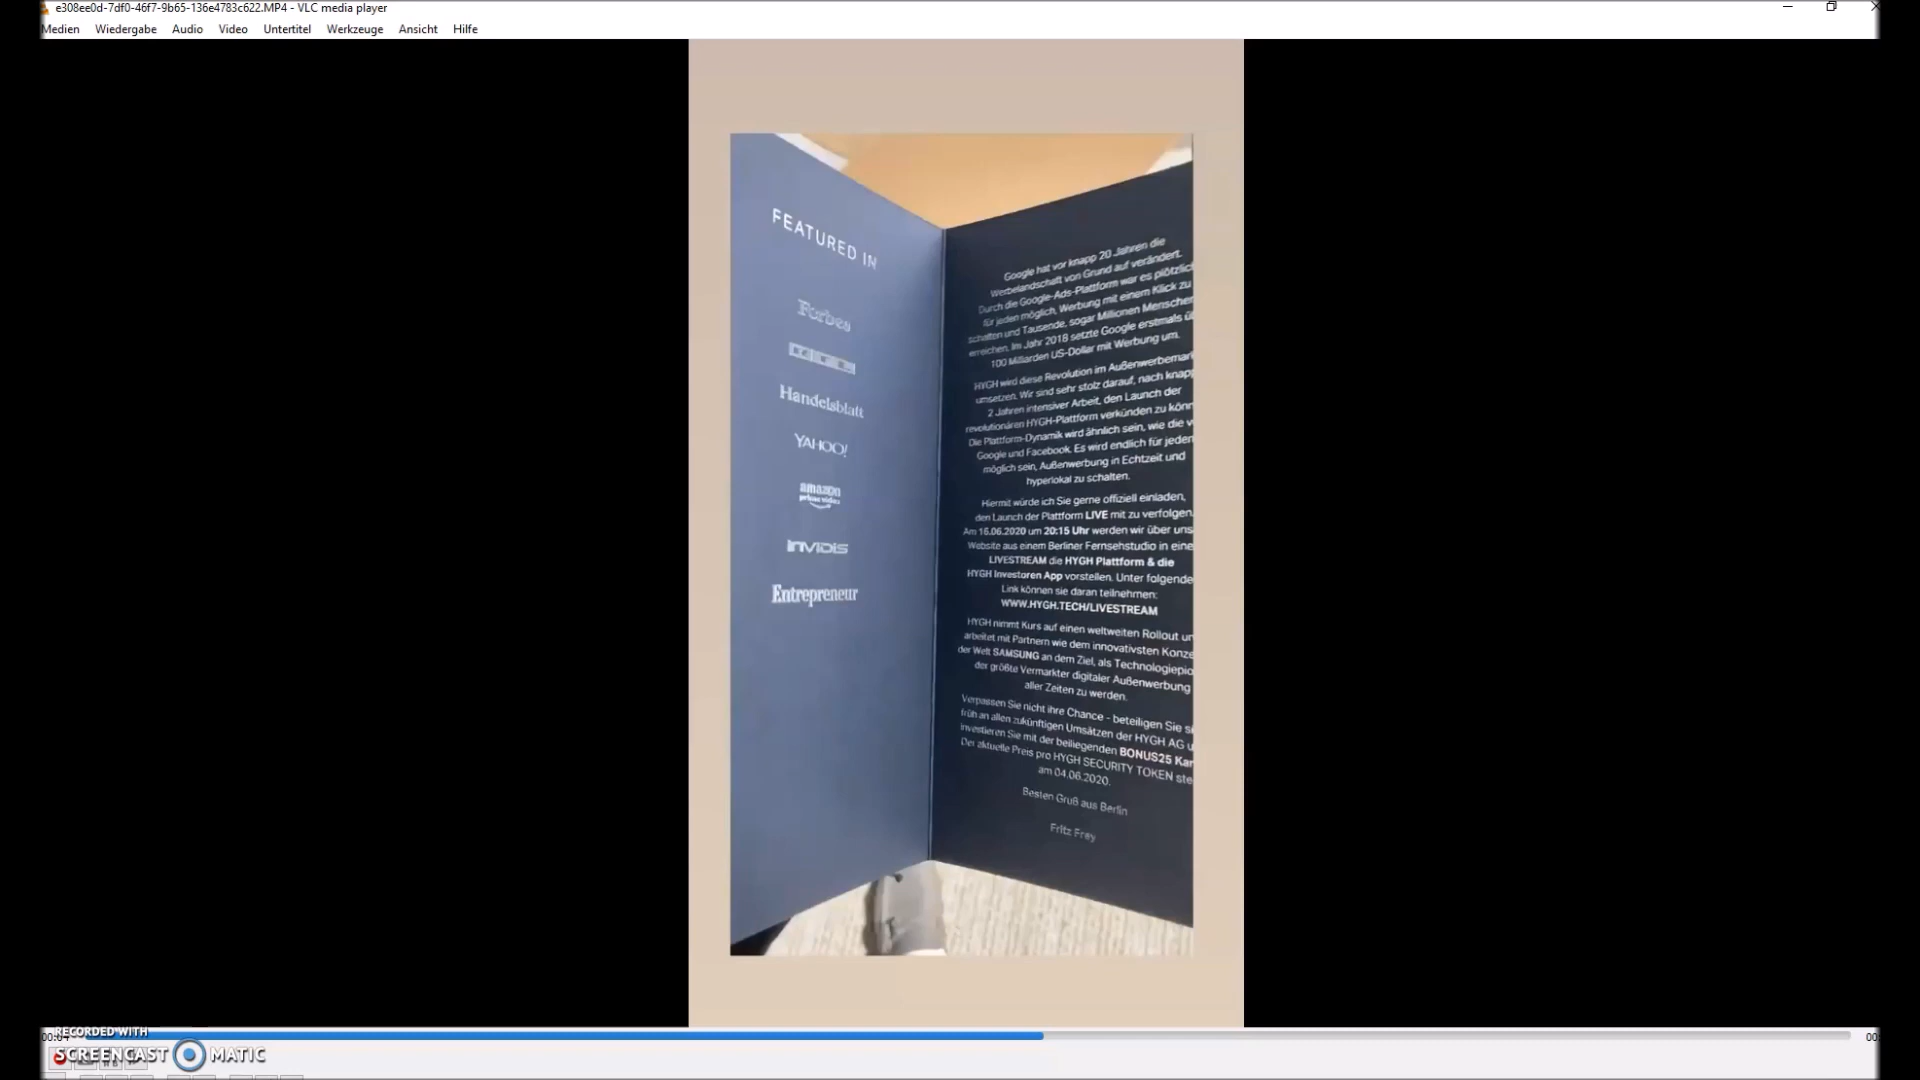 e308ee0d-7df0-46f7-9b65-136e4783c622.MP4 - VLC media player
Medien Wiedergabe Audio Video Untertitel Werkzeuge Ansicht Hilfe
FEATURED IN
Forbes
Handelsblatt
YAHOO!
amazon
prime video
invidis
Entrepreneur
Google hat vor knapp 20 Jahren die
Werbelandschaft von Grund auf verändert.
Durch die Google-Ads-Plattform war es plötzlic
für jeden möglich, Werbung mit einem Klick zu
schalten und Tausende, sogar Millionen Menschen
erreichen. Im Jahr 2018 setzte Google erstmals ü
100 Milliarden US-Dollar mit Werbung um.
HYGH wird diese Revolution im Außenwerbemar
umsetzen. Wir sind sehr stolz darauf, nach knapp
2 Jahren intensiver Arbeit, den Launch der
revolutionären HYGH-Plattform verkünden zu könn
Die Plattform-Dynamik wird ähnlich sein, wie die v
Google und Facebook. Es wird endlich für jeden
möglich sein, Außenwerbung in Echtzeit und
hyperlokal zu schalten.
Hiermit würde ich Sie gerne offiziell einladen,
den Launch der Plattform LIVE mit zu verfolgen.
Am 16.06.2020 um 20:15 Uhr werden wir über uns
Website aus einem Berliner Fernsehstudio in eine
LIVESTREAM die HYGH Plattform & die
HYGH Investoren App vorstellen. Unter folgende
Link können sie daran teilnehmen:
WWW.HYGH.TECH/LIVESTREAM
HYGH nimmt Kurs auf einen weltweiten Rollout un
arbeitet mit Partnern wie dem innovativsten Konze
der Welt SAMSUNG an dem Ziel, als Technologiepio
der größte Vermarkter digitaler Außenwerbung
aller Zeiten zu werden.
Verpassen Sie nicht ihre Chance - beteiligen Sie si
früh an allen zukünftigen Umsätzen der HYGH AG u
investieren Sie mit der beiliegenden BONUS25 Kar
Der aktuelle Preis pro HYGH SECURITY TOKEN ste
am 04.06.2020.
Besten Gruß aus Berlin
Fritz Frey
RECORDED WITH
SCREENCAST MATIC